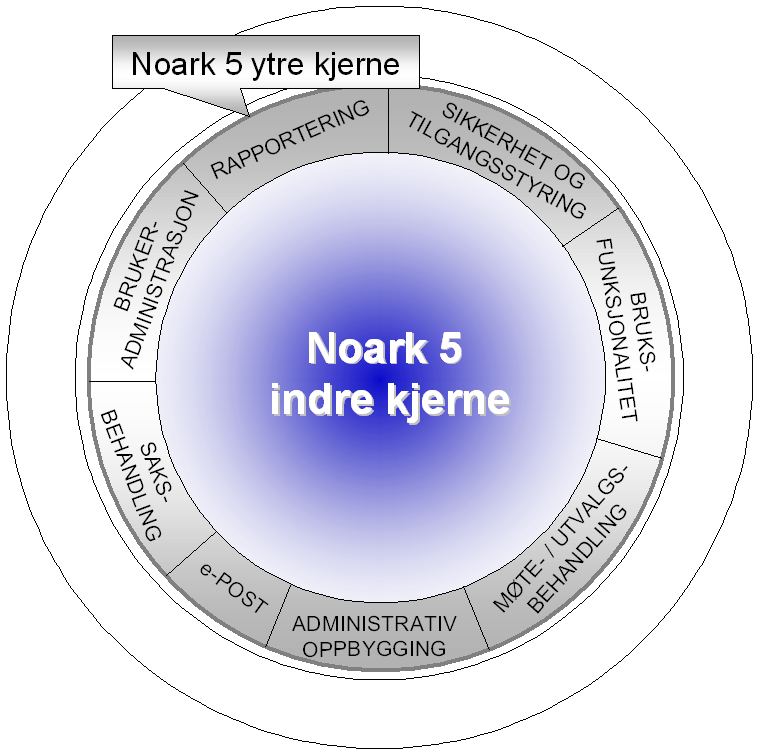 Noark 5 ytre kjerne
RAPPORTERING
SIKKERHET OG
TILGANGSSTYRING
BRUKS-
FUNKSJONALITET
MØTE- / UTVALGS-
BEHANDLING
ADMINISTRATIV
OPPBYGGING
e-POST
SAKS-
BEHANDLING
BRUKER-
ADMINISTRASJON
Noark 5
indre kjerne